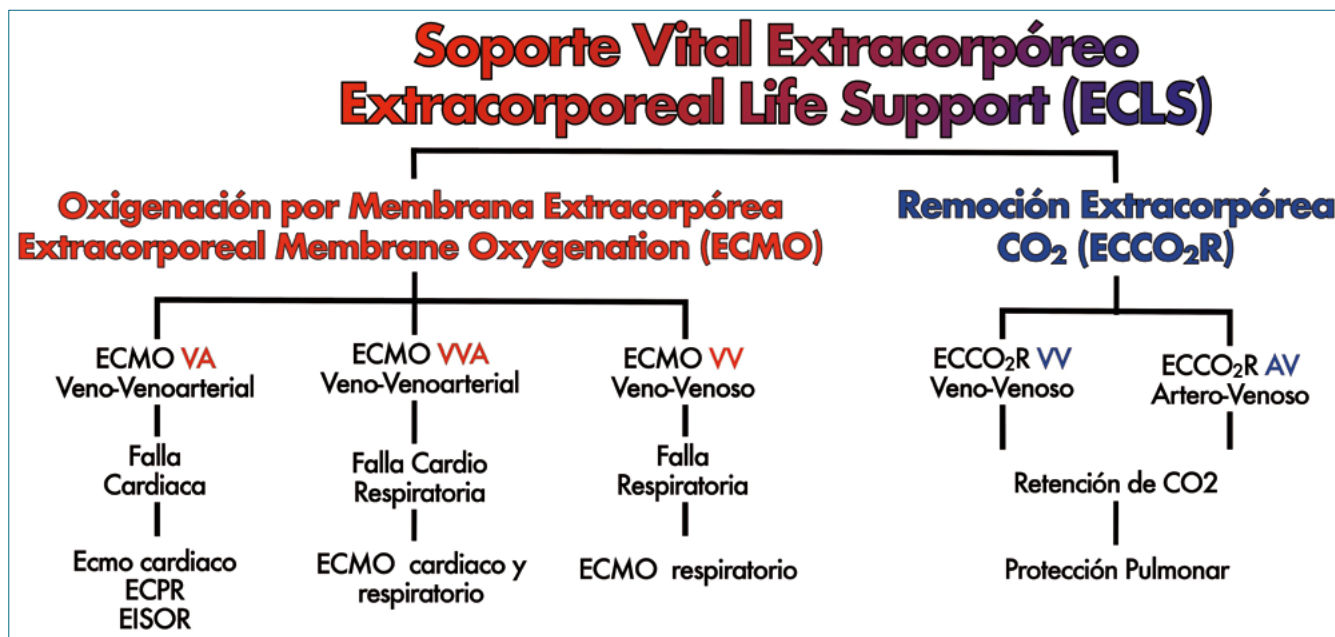 Soporte Vital Extracorpóreo
Extracorporeal Life Support (ECLS)
Oxigenación por Membrana Extracorpórea
Extracorporeal Membrane Oxygenation (ECMO)
Remoción Extracorpórea
CO₂ (ECCO₂R)
ECMO VA
Veno-Venoarterial
Falla
Cardiaca
Ecmo cardiaco
ECPR
EISOR
ECMO VVA
Veno-Venoarterial
Falla Cardio
Respiratoria
ECMO cardiaco y
respiratorio
ECMO VV
Veno-Venoso
Falla
Respiratoria
ECMO respiratorio
ECCO₂R VV
Veno-Venoso
ECCO₂R AV
Artero-Venoso
Retención de CO2
Protección Pulmonar